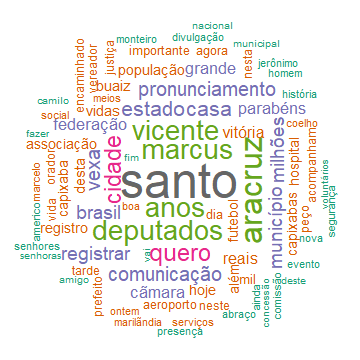 nacional
monteiro divulgação
justiça importante agora municipal
encaminhado vereador população grande nesta jerônimo
buaiz homem
camilo meios vidas pronunciamento história
social estadocasa parabéns
fazer federação vicente vitória milhões coelho
associação marcus hospital acompanham
americo marcelo orador capixaba desta vexa cidade santo aracruz município capixabas voluntários
vida brasil boa anos dia futebol peço nova segurança
registro fim deputados
senhores registrar vai quero reais evento
senhoras tarde comunicação além mil ainda deste
amigo prefeito câmara hoje neste concessão comissão
aeroporto
ontem abraço
marilândia serviços
presença